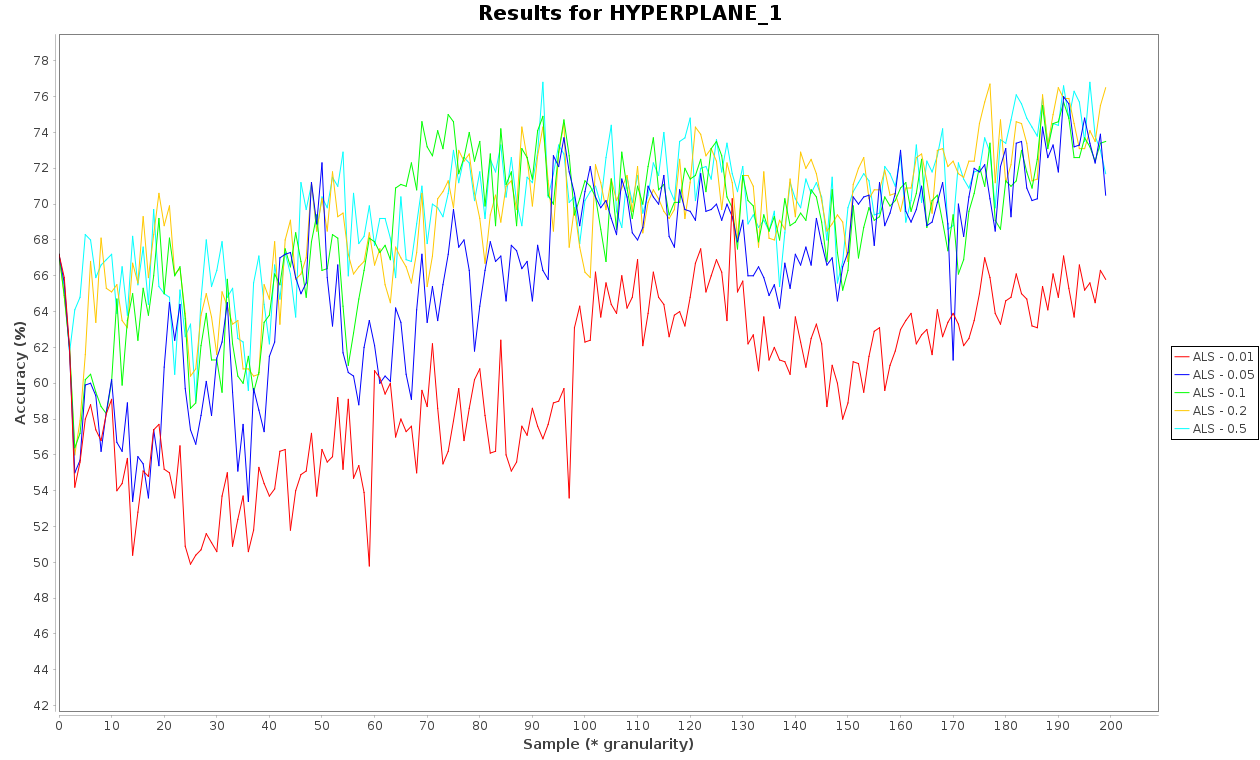 Results for HYPERPLANE_1
Accuracy (%)
78
76
74
72
70
68
66
64
62
60
58
56
54
52
50
48
46
44
42
0 10 20 30 40 50 60 70 80 90 100 110 120 130 140 150 160 170 180 190 200
Sample (* granularity)
ALS - 0.01
ALS - 0.05
ALS - 0.1
ALS - 0.2
ALS - 0.5